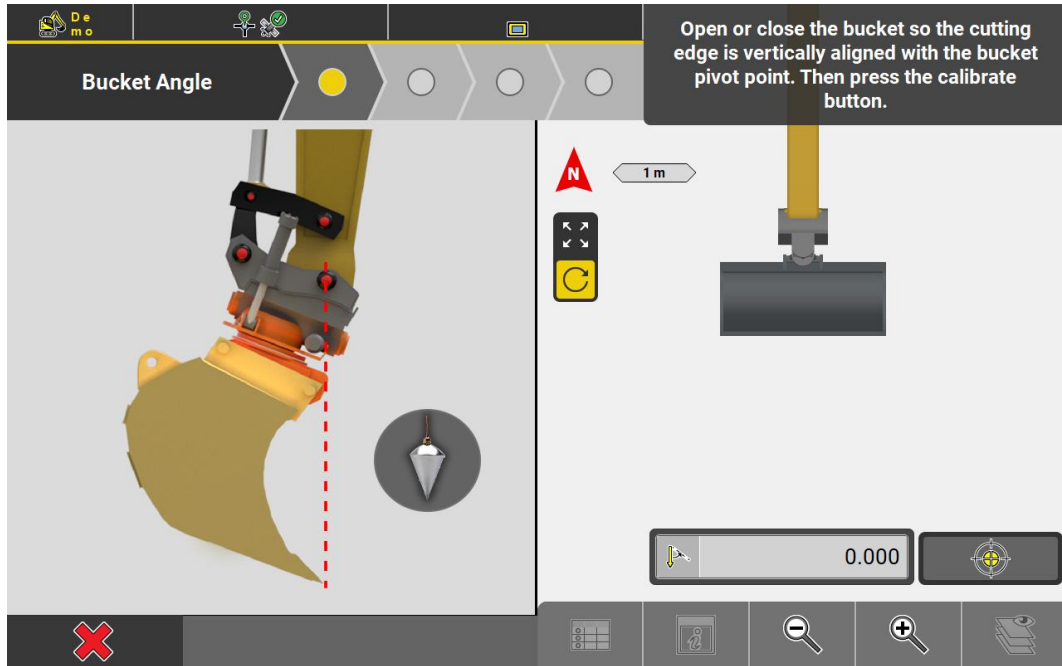 De
mo
Open or close the bucket so the cutting
edge is vertically aligned with the bucket
pivot point. Then press the calibrate
button.
Bucket Angle
N
1 m
0.000